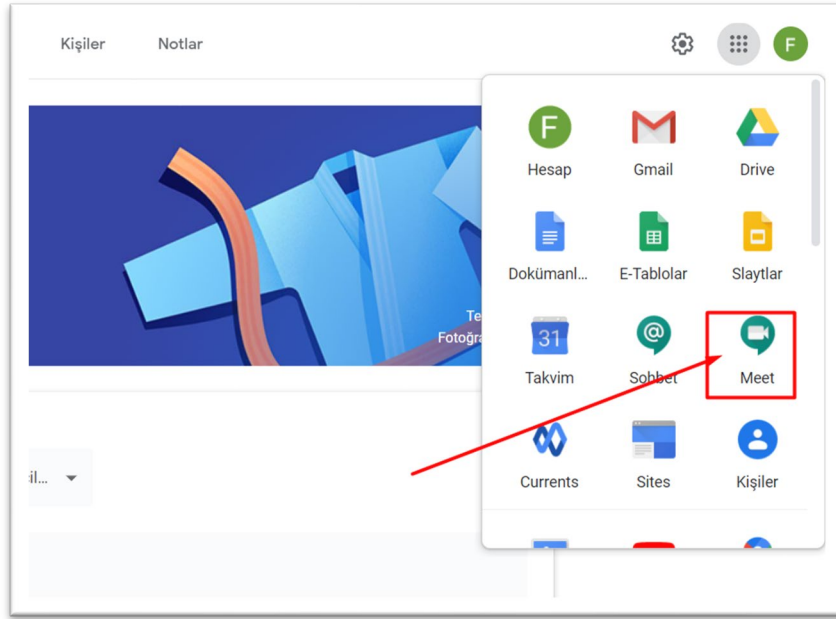 Kişiler Notlar
F
F
Hesap Gmail Drive
Dokümanl... E-Tablolar Slaytlar
Te
Fotoğra
31
@
Takvim Sohbet Meet
Currents Sites Kişiler
il...